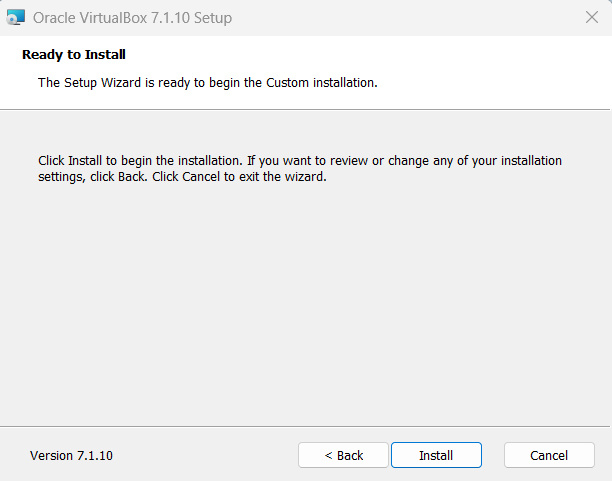 Oracle VirtualBox 7.1.10 Setup
Ready to Install
The Setup Wizard is ready to begin the Custom installation.
Click Install to begin the installation. If you want to review or change any of your installation
settings, click Back. Click Cancel to exit the wizard.
Version 7.1.10
< Back
Install
Cancel